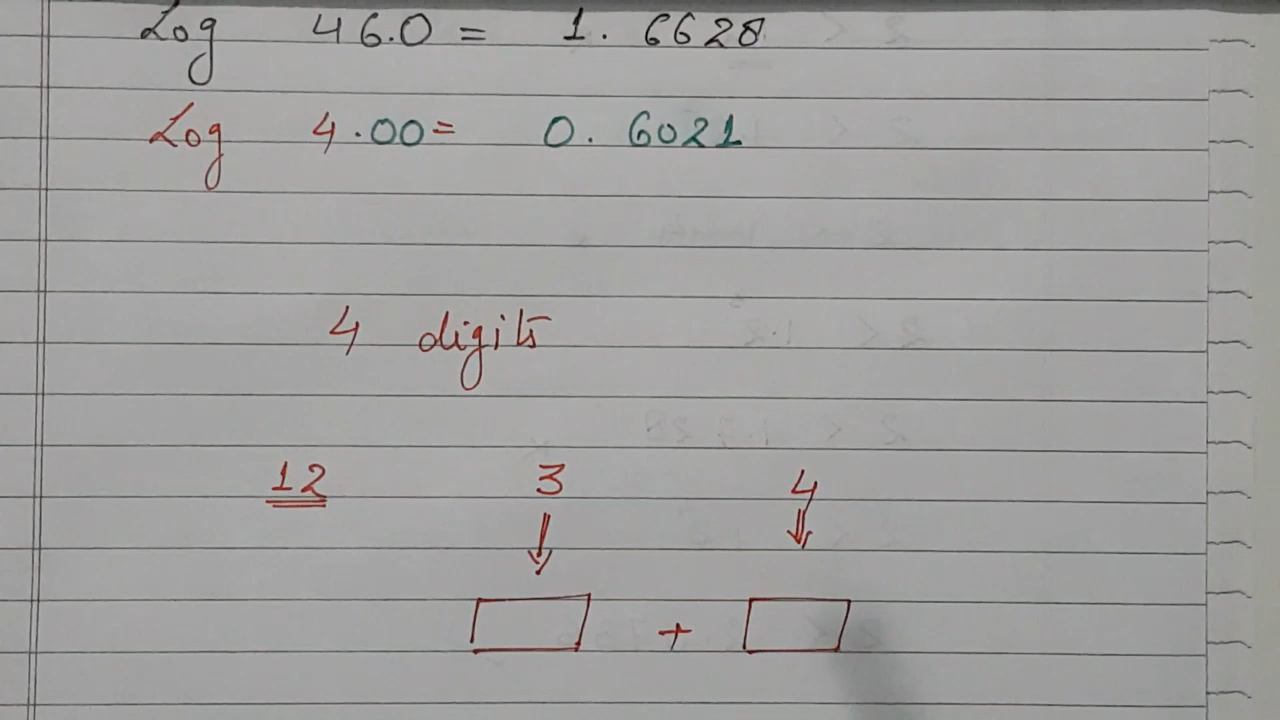 Log 46.0 = 1.6628
Log 4.00 = 0.6021
4 digits
12 3 4
+